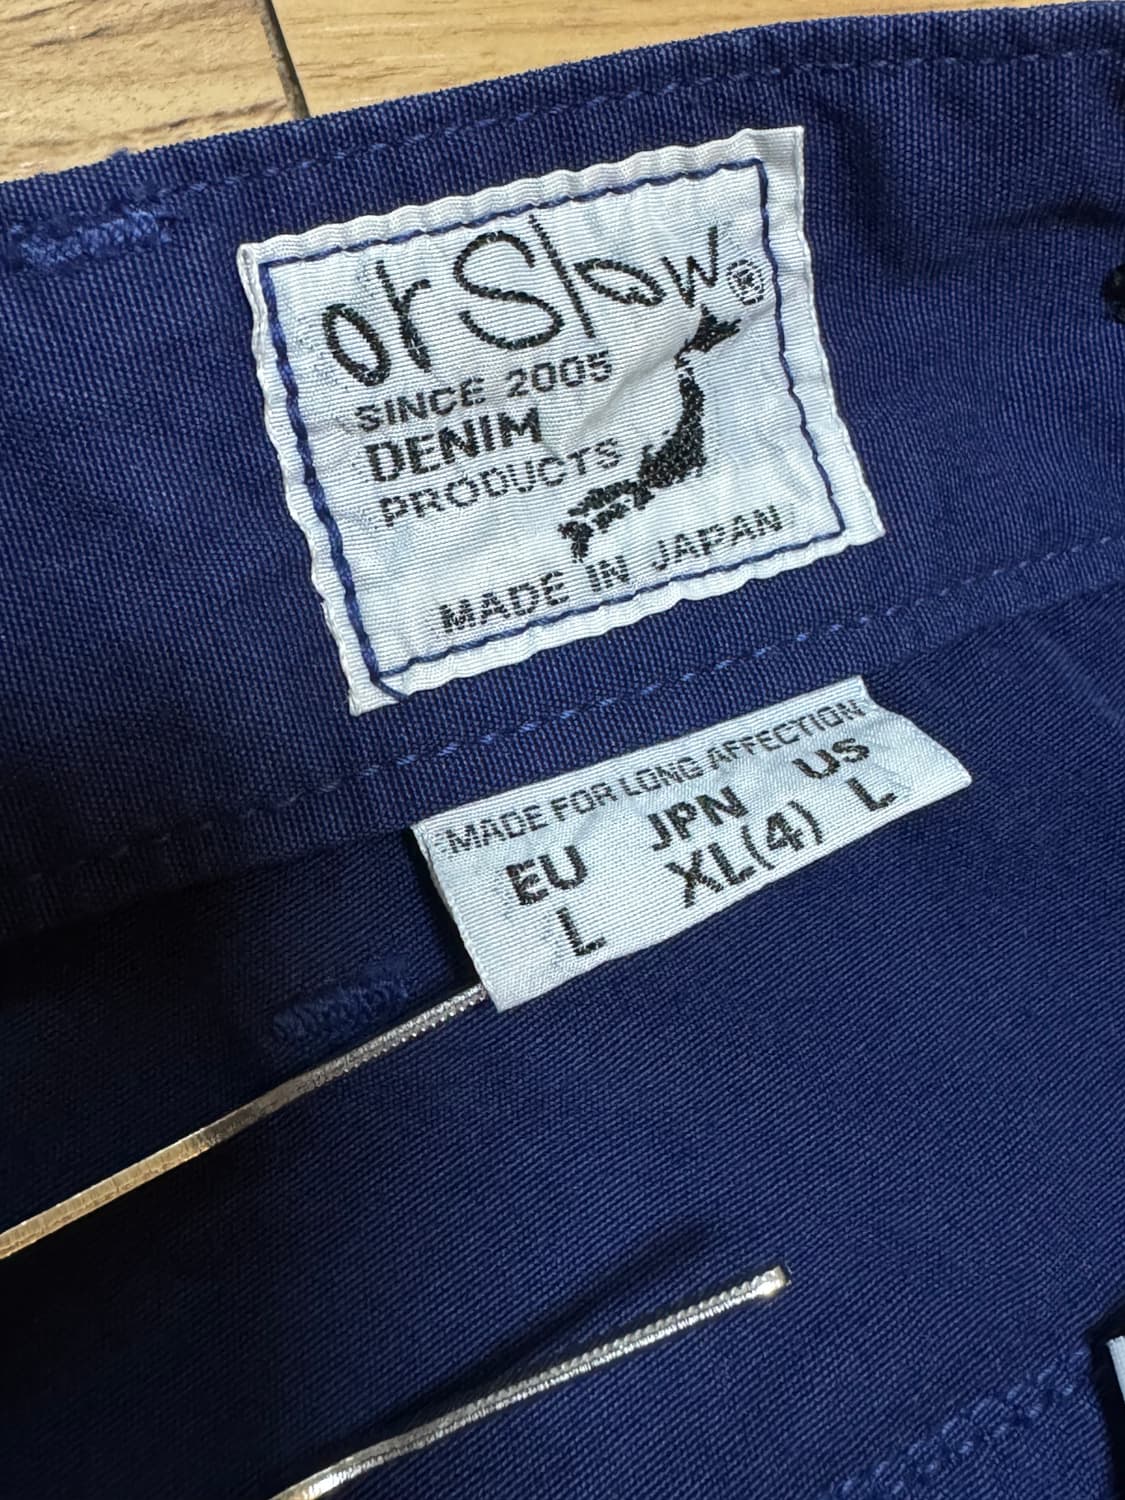 orSlow®
SINCE 2005
DENIM
PRODUCTS
MADE IN JAPAN
MADE FOR LONG AFFECTION
EU JPN US
L XL(4) L